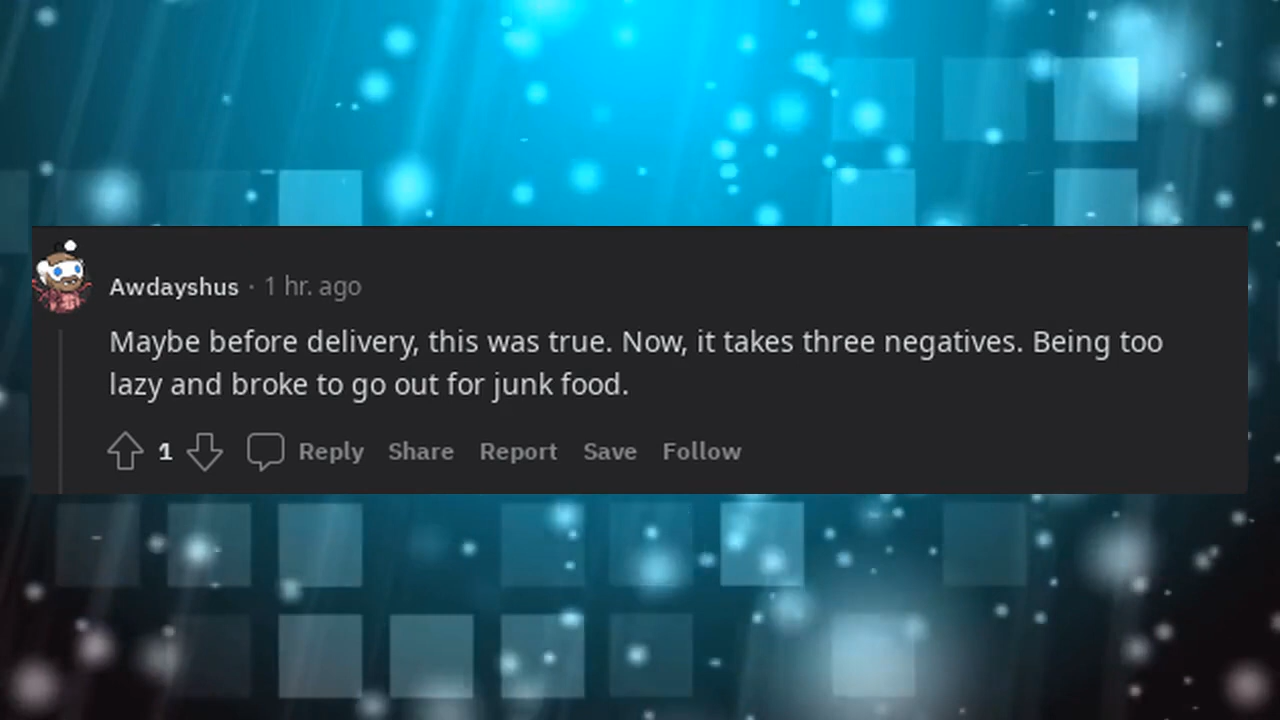 Awdayshus · 1 hr. ago
Maybe before delivery, this was true. Now, it takes three negatives. Being too
lazy and broke to go out for junk food.
1 Reply Share Report Save Follow